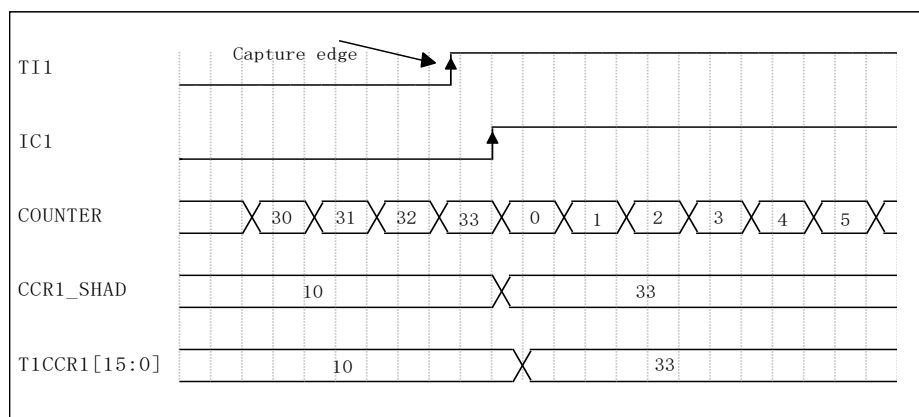 Capture edge
TI1
IC1
COUNTER 30 31 32 33 0 1 2 3 4 5
CCR1_SHAD 10 33
T1CCR1[15:0] 10 33